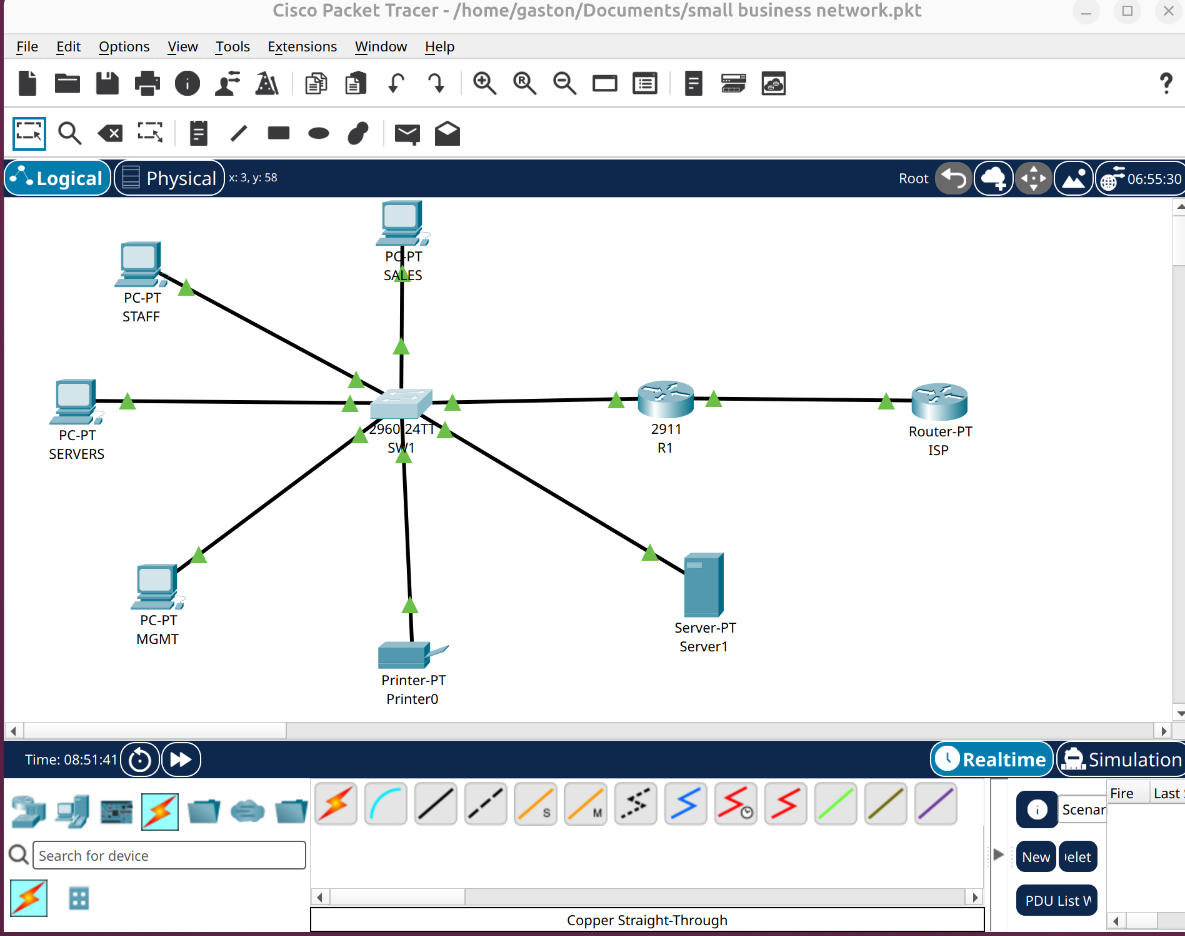 Cisco Packet Tracer - /home/gaston/Documents/small business network.pkt
File Edit Options View Tools Extensions Window Help
?
Logical Physical x: 3, y: 58 Root 06:55:30
PC-PT
SALES
PC-PT
STAFF
PC-PT
SERVERS
2960 24TT
SW1
2911
R1
Router-PT
ISP
PC-PT
MGMT
Server-PT
Server1
Printer-PT
Printer0
Time: 08:51:41 Realtime Simulation
S M
Fire Last
Scenar
Search for device
New elet
PDU List W
Copper Straight-Through